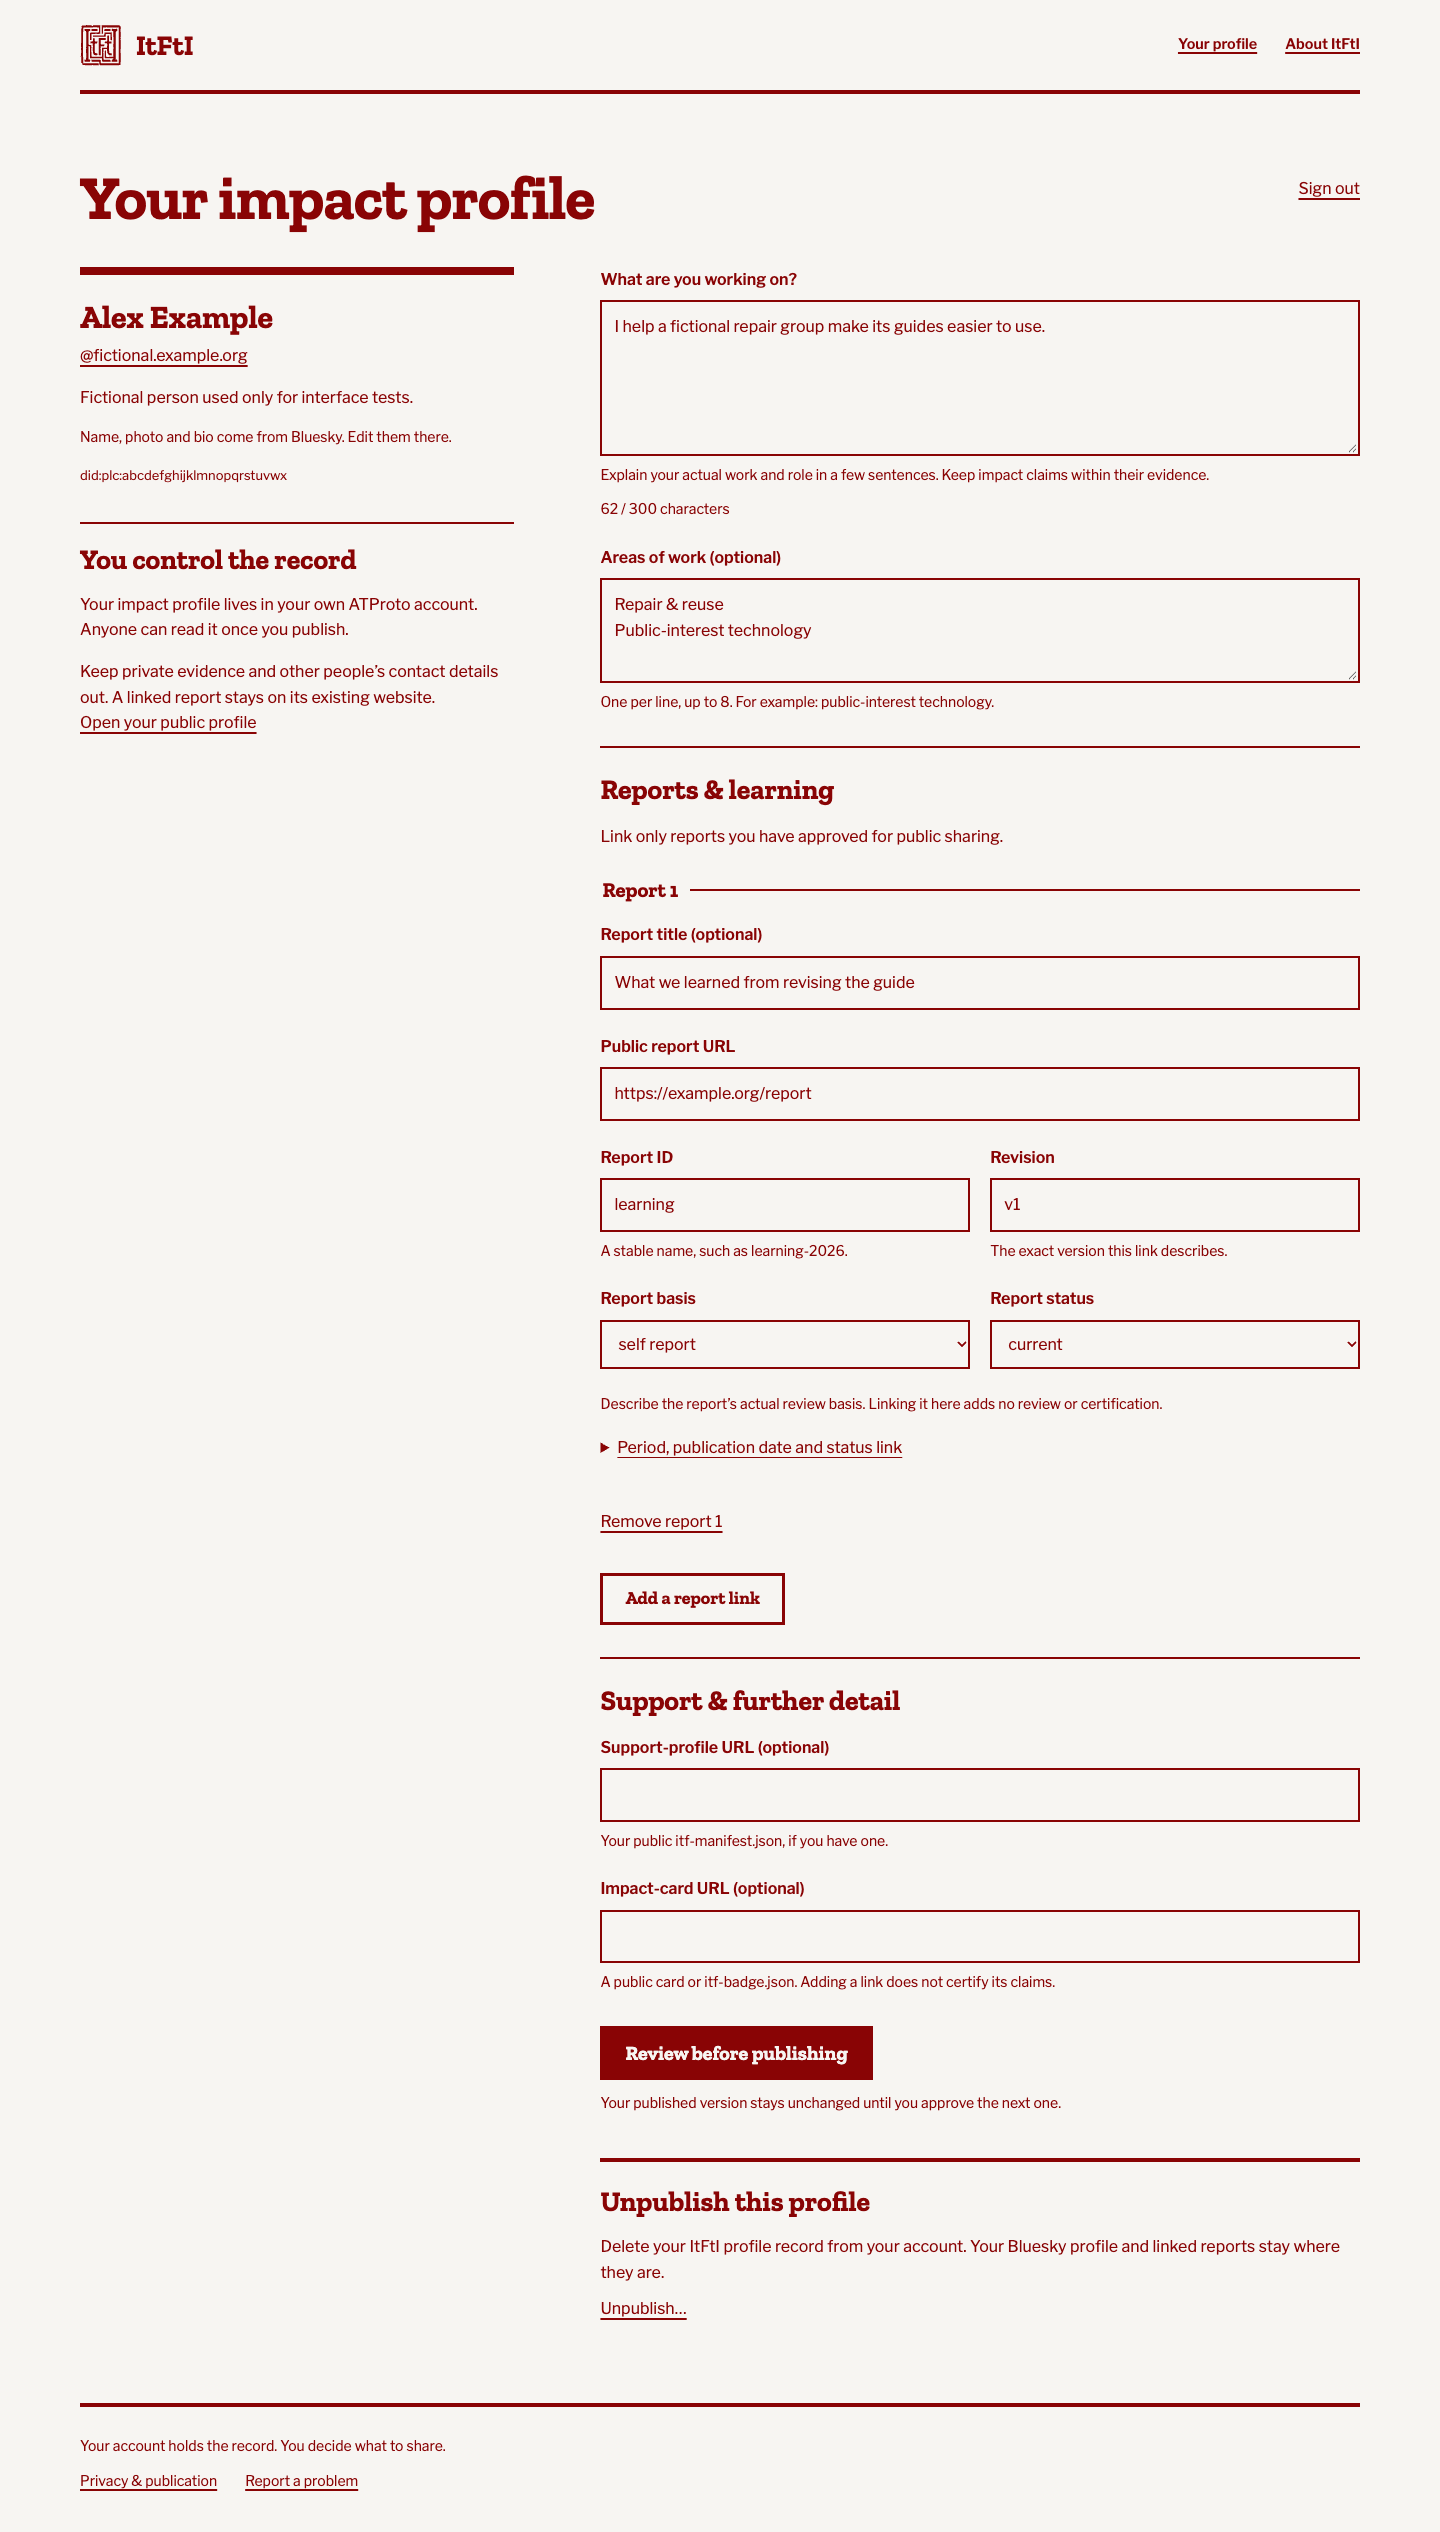 ItFtI
ItFtI
Your profile
About ItFtI
Your impact profile
Sign out
Alex Example
@fictional.example.org
Fictional person used only for interface tests.
Name, photo and bio come from Bluesky. Edit them there.
did:plc:abcdefghijklmnopqrstuvwx
You control the record
Your impact profile lives in your own ATProto account.
Anyone can read it once you publish.
Keep private evidence and other people’s contact details
out. A linked report stays on its existing website.
Open your public profile
What are you working on?
I help a fictional repair group make its guides easier to use.
Explain your actual work and role in a few sentences. Keep impact claims within their evidence.
62 / 300 characters
Areas of work (optional)
Repair & reuse
Public-interest technology
One per line, up to 8. For example: public-interest technology.
Reports & learning
Link only reports you have approved for public sharing.
Report 1
Report title (optional)
What we learned from revising the guide
Public report URL
https://example.org/report
Report ID
Revision
learning
v1
A stable name, such as learning-2026.
The exact version this link describes.
Report basis
Report status
self report
current
Describe the report’s actual review basis. Linking it here adds no review or certification.
Period, publication date and status link
Remove report 1
Add a report link
Support & further detail
Support-profile URL (optional)
Your public itf-manifest.json, if you have one.
Impact-card URL (optional)
A public card or itf-badge.json. Adding a link does not certify its claims.
Review before publishing
Your published version stays unchanged until you approve the next one.
Unpublish this profile
Delete your ItFtI profile record from your account. Your Bluesky profile and linked reports stay where
they are.
Unpublish…
Your account holds the record. You decide what to share.
Privacy & publication
Report a problem